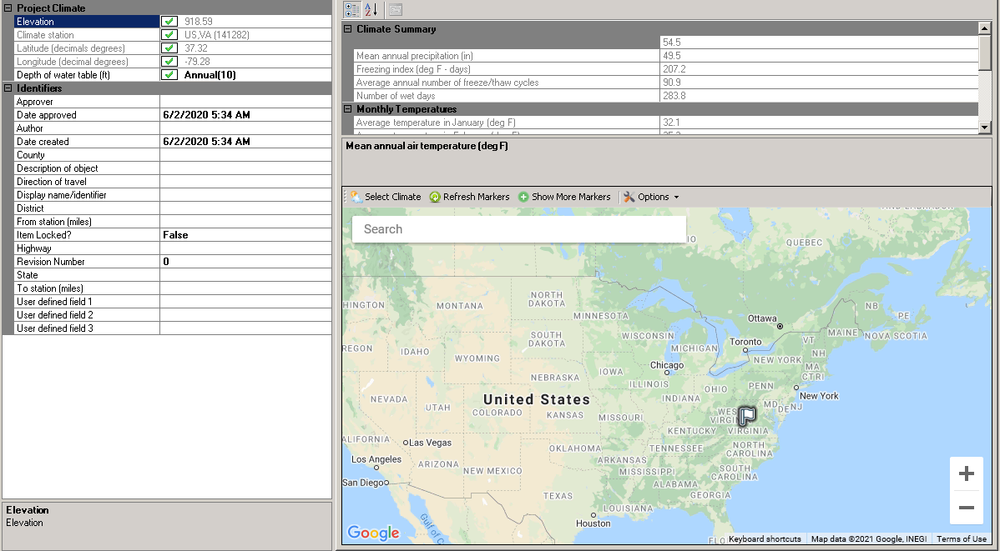 Project Climate
Elevation 918.59
Climate station US,VA (141282)
Latitude (decimals degrees) 37.32
Longitude (decimal degrees) -79.28
Depth of water table (ft) Annual(10)
Identifiers
Approver
Date approved 6/2/2020 5:34 AM
Author
Date created 6/2/2020 5:34 AM
County
Description of object
Direction of travel
Display name/identifier
District
From station (miles)
Item Locked? False
Highway
Revision Number 0
State
To station (miles)
User defined field 1
User defined field 2
User defined field 3
Elevation
Elevation
Climate Summary
54.5
Mean annual precipitation (in) 49.5
Freezing index (deg F - days) 207.2
Average annual number of freeze/thaw cycles 90.9
Number of wet days 283.8
Monthly Temperatures
Average temperature in January (deg F) 32.1
Mean annual air temperature (deg F)
Select Climate Refresh Markers Show More Markers Options
Search
QUEBEC
NORTH
DAKOTA
HINGTON
MONTANA
MINNESOTA
NB
PE
Ottawa
SOUTH
DAKOTA
WISCONSIN
MICHIGAN
Toronto
VT
MAINE
NOVA SCOTIA
EGON
IDAHO
WYOMING
NEW YORK
NH
MA
Chicago
IOWA
NEBRASKA
ILLINOIS
CT RI
OHIO
PENN
INDIANA
New York
NEVADA
United States
UTAH
COLORADO
KANSAS
MISSOURI
MD
DE NJ
WES
VIRGIN
KENTUCKY
VIRGINIA
ALIFORNIA
Las Vegas
OKLAHOMA
TENNESSEE
NORTH
CAROLINA
Los Angeles
ARIZONA
NEW MEXICO
ARKANSAS
MISSISSIPPI
SOUTH
CAROLINA
San Diego
ALABAMA
TEXAS
GEORGIA
LOUISIANA
Houston
Gulf of
FLO
Google
Keyboard shortcuts Map data ©2021 Google, INEGI Terms of Use